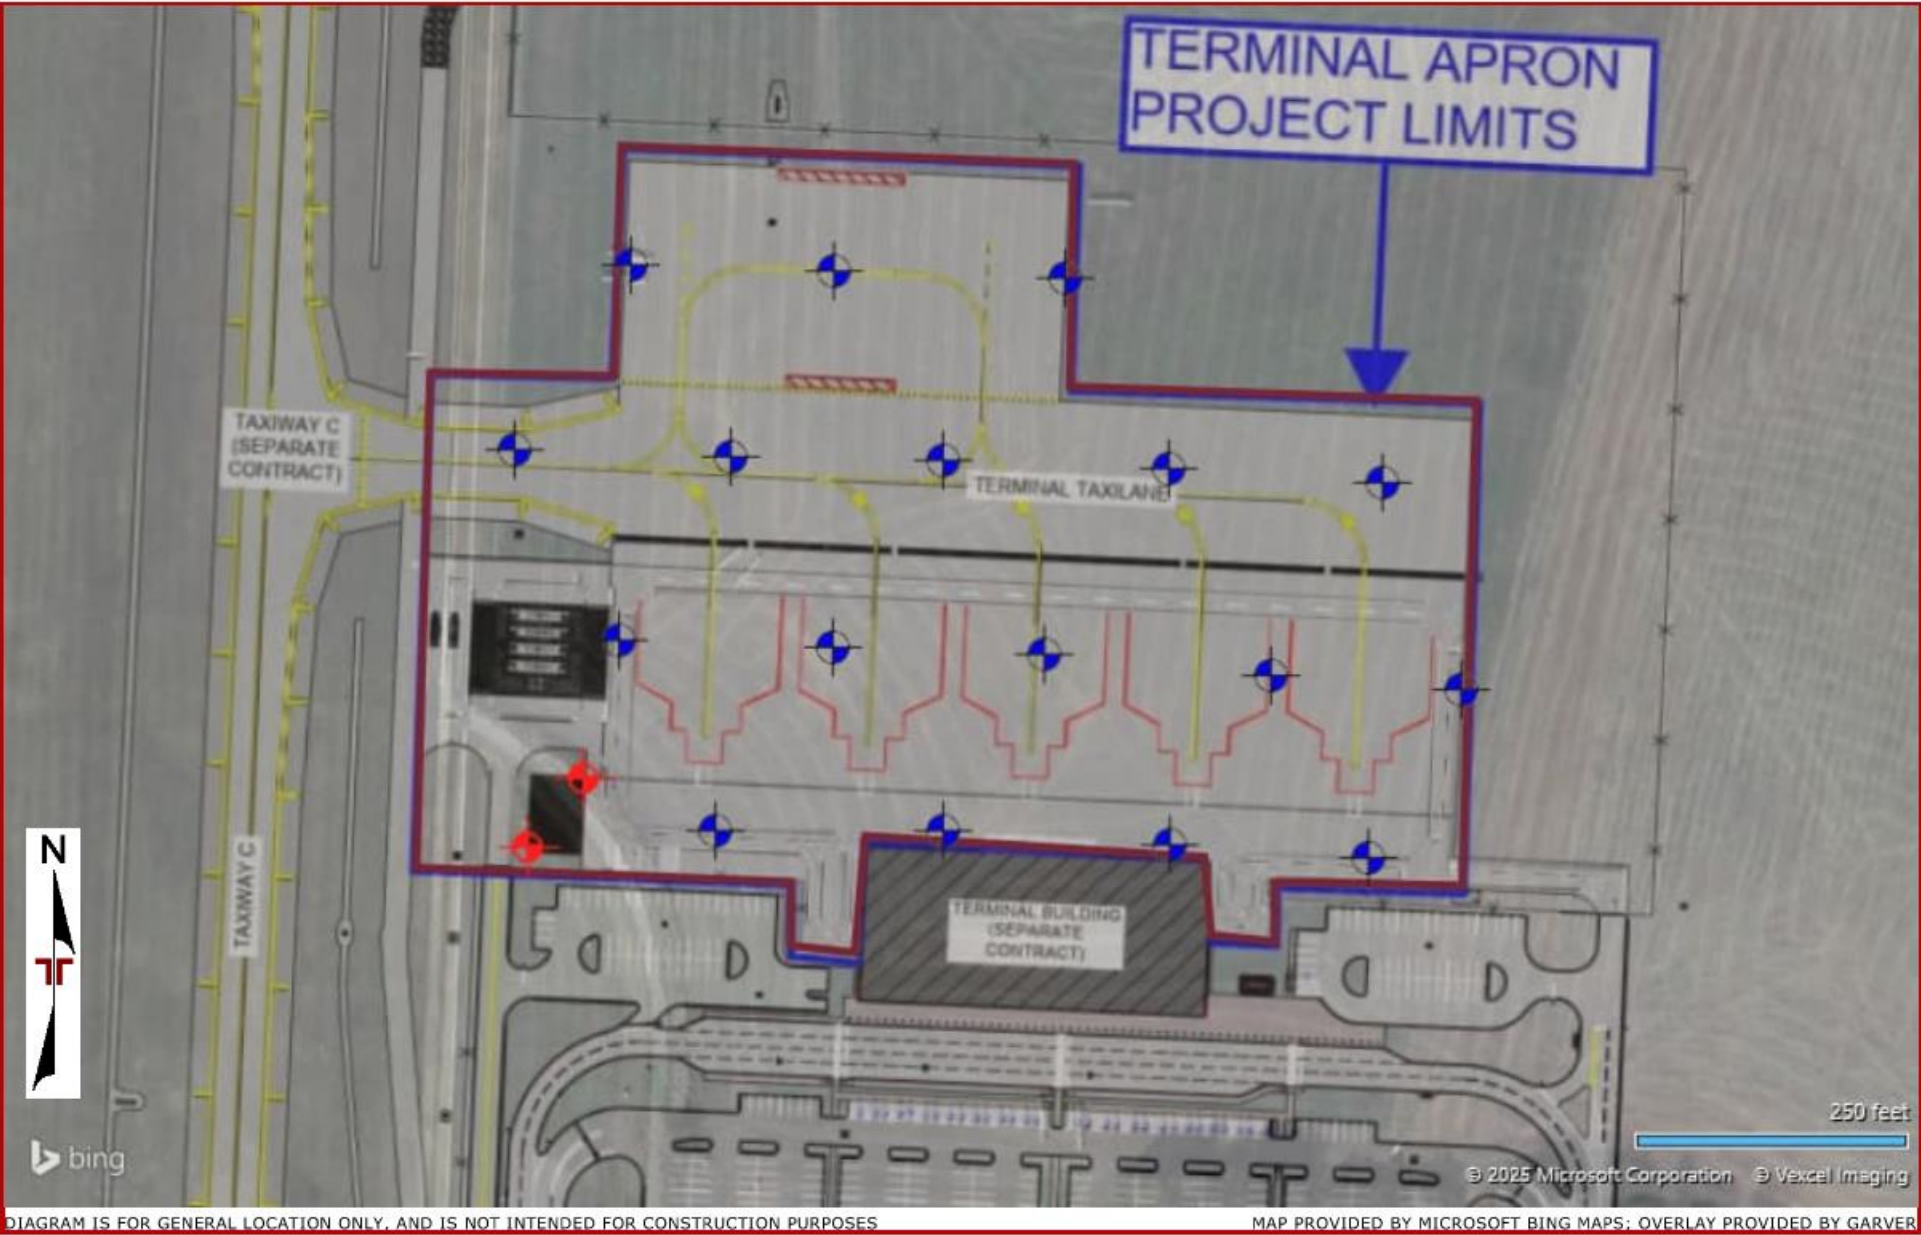 TERMINAL APRON
PROJECT LIMITS
TAXIWAY C
(SEPARATE
CONTRACT)
TERMINAL TAXILANE
TAXIWAY C
TERMINAL BUILDING
(SEPARATE
CONTRACT)
N
250 feet
bing
© 2025 Microsoft Corporation © Vexcel Imaging
DIAGRAM IS FOR GENERAL LOCATION ONLY, AND IS NOT INTENDED FOR CONSTRUCTION PURPOSES
MAP PROVIDED BY MICROSOFT BING MAPS; OVERLAY PROVIDED BY GARVER